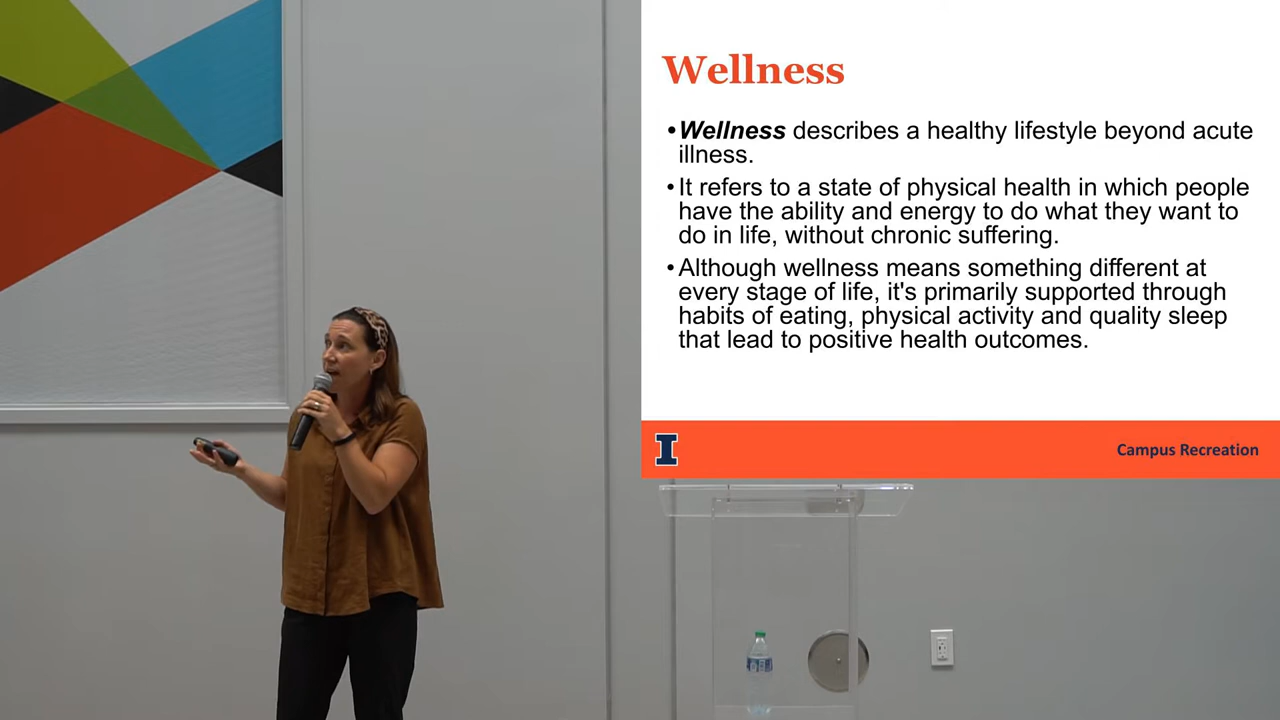 Wellness
•Wellness describes a healthy lifestyle beyond acute
illness.
•It refers to a state of physical health in which people
have the ability and energy to do what they want to
do in life, without chronic suffering.
•Although wellness means something different at
every stage of life, it's primarily supported through
habits of eating, physical activity and quality sleep
that lead to positive health outcomes.
I
Campus Recreation